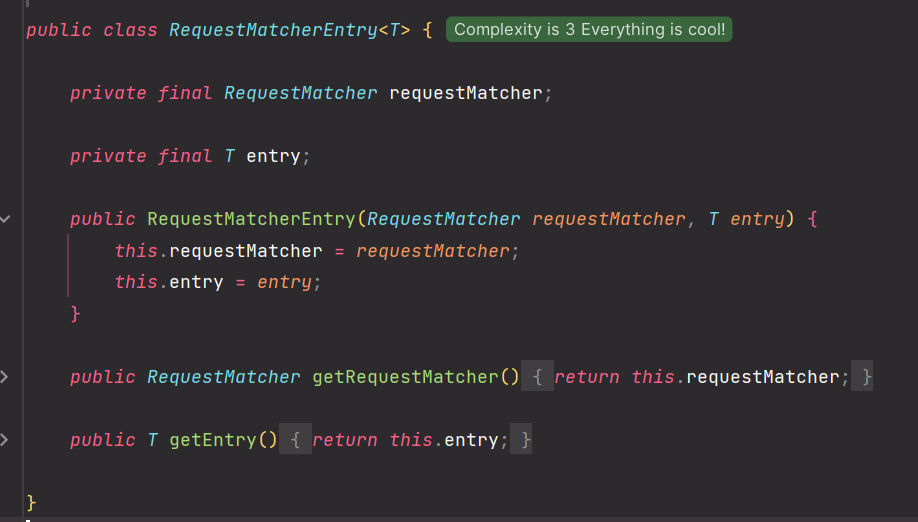 public class RequestMatcherEntry<T> { Complexity is 3 Everything is cool!
private final RequestMatcher requestMatcher;
private final T entry;
public RequestMatcherEntry(RequestMatcher requestMatcher, T entry) {
this.requestMatcher = requestMatcher;
this.entry = entry;
}
public RequestMatcher getRequestMatcher() { return this.requestMatcher; }
public T getEntry() { return this.entry; }
}